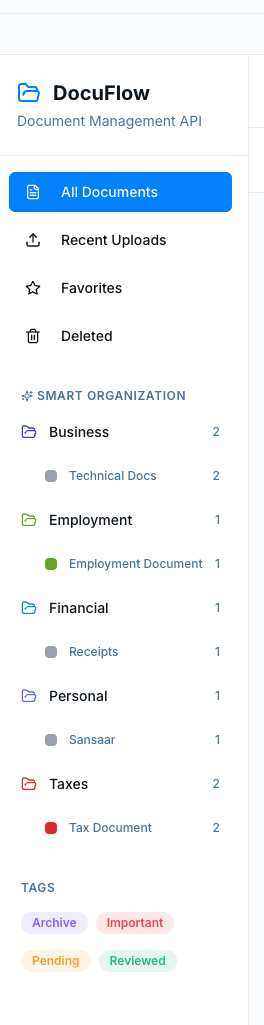 DocuFlow
Document Management API
All Documents
Recent Uploads
Favorites
Deleted
SMART ORGANIZATION
Business 2
Technical Docs 2
Employment 1
Employment Document 1
Financial 1
Receipts 1
Personal 1
Sansaar 1
Taxes 2
Tax Document 2
TAGS
Archive Important
Pending Reviewed